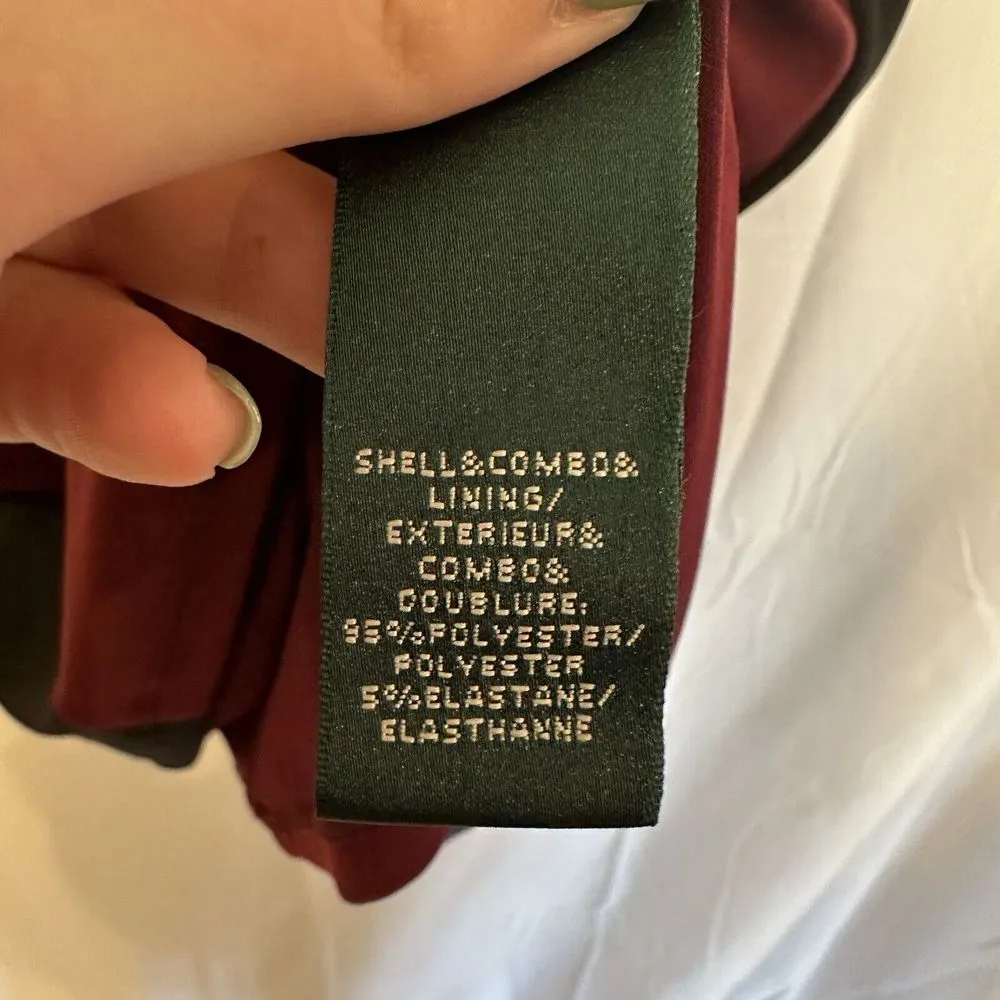 SHELL&COMBO&
LINING/
EXTERIEUR&
COMBO&
DOUBLURE:
95%POLYESTER/
POLYESTER
5%ELASTANE/
ELASTHANNE